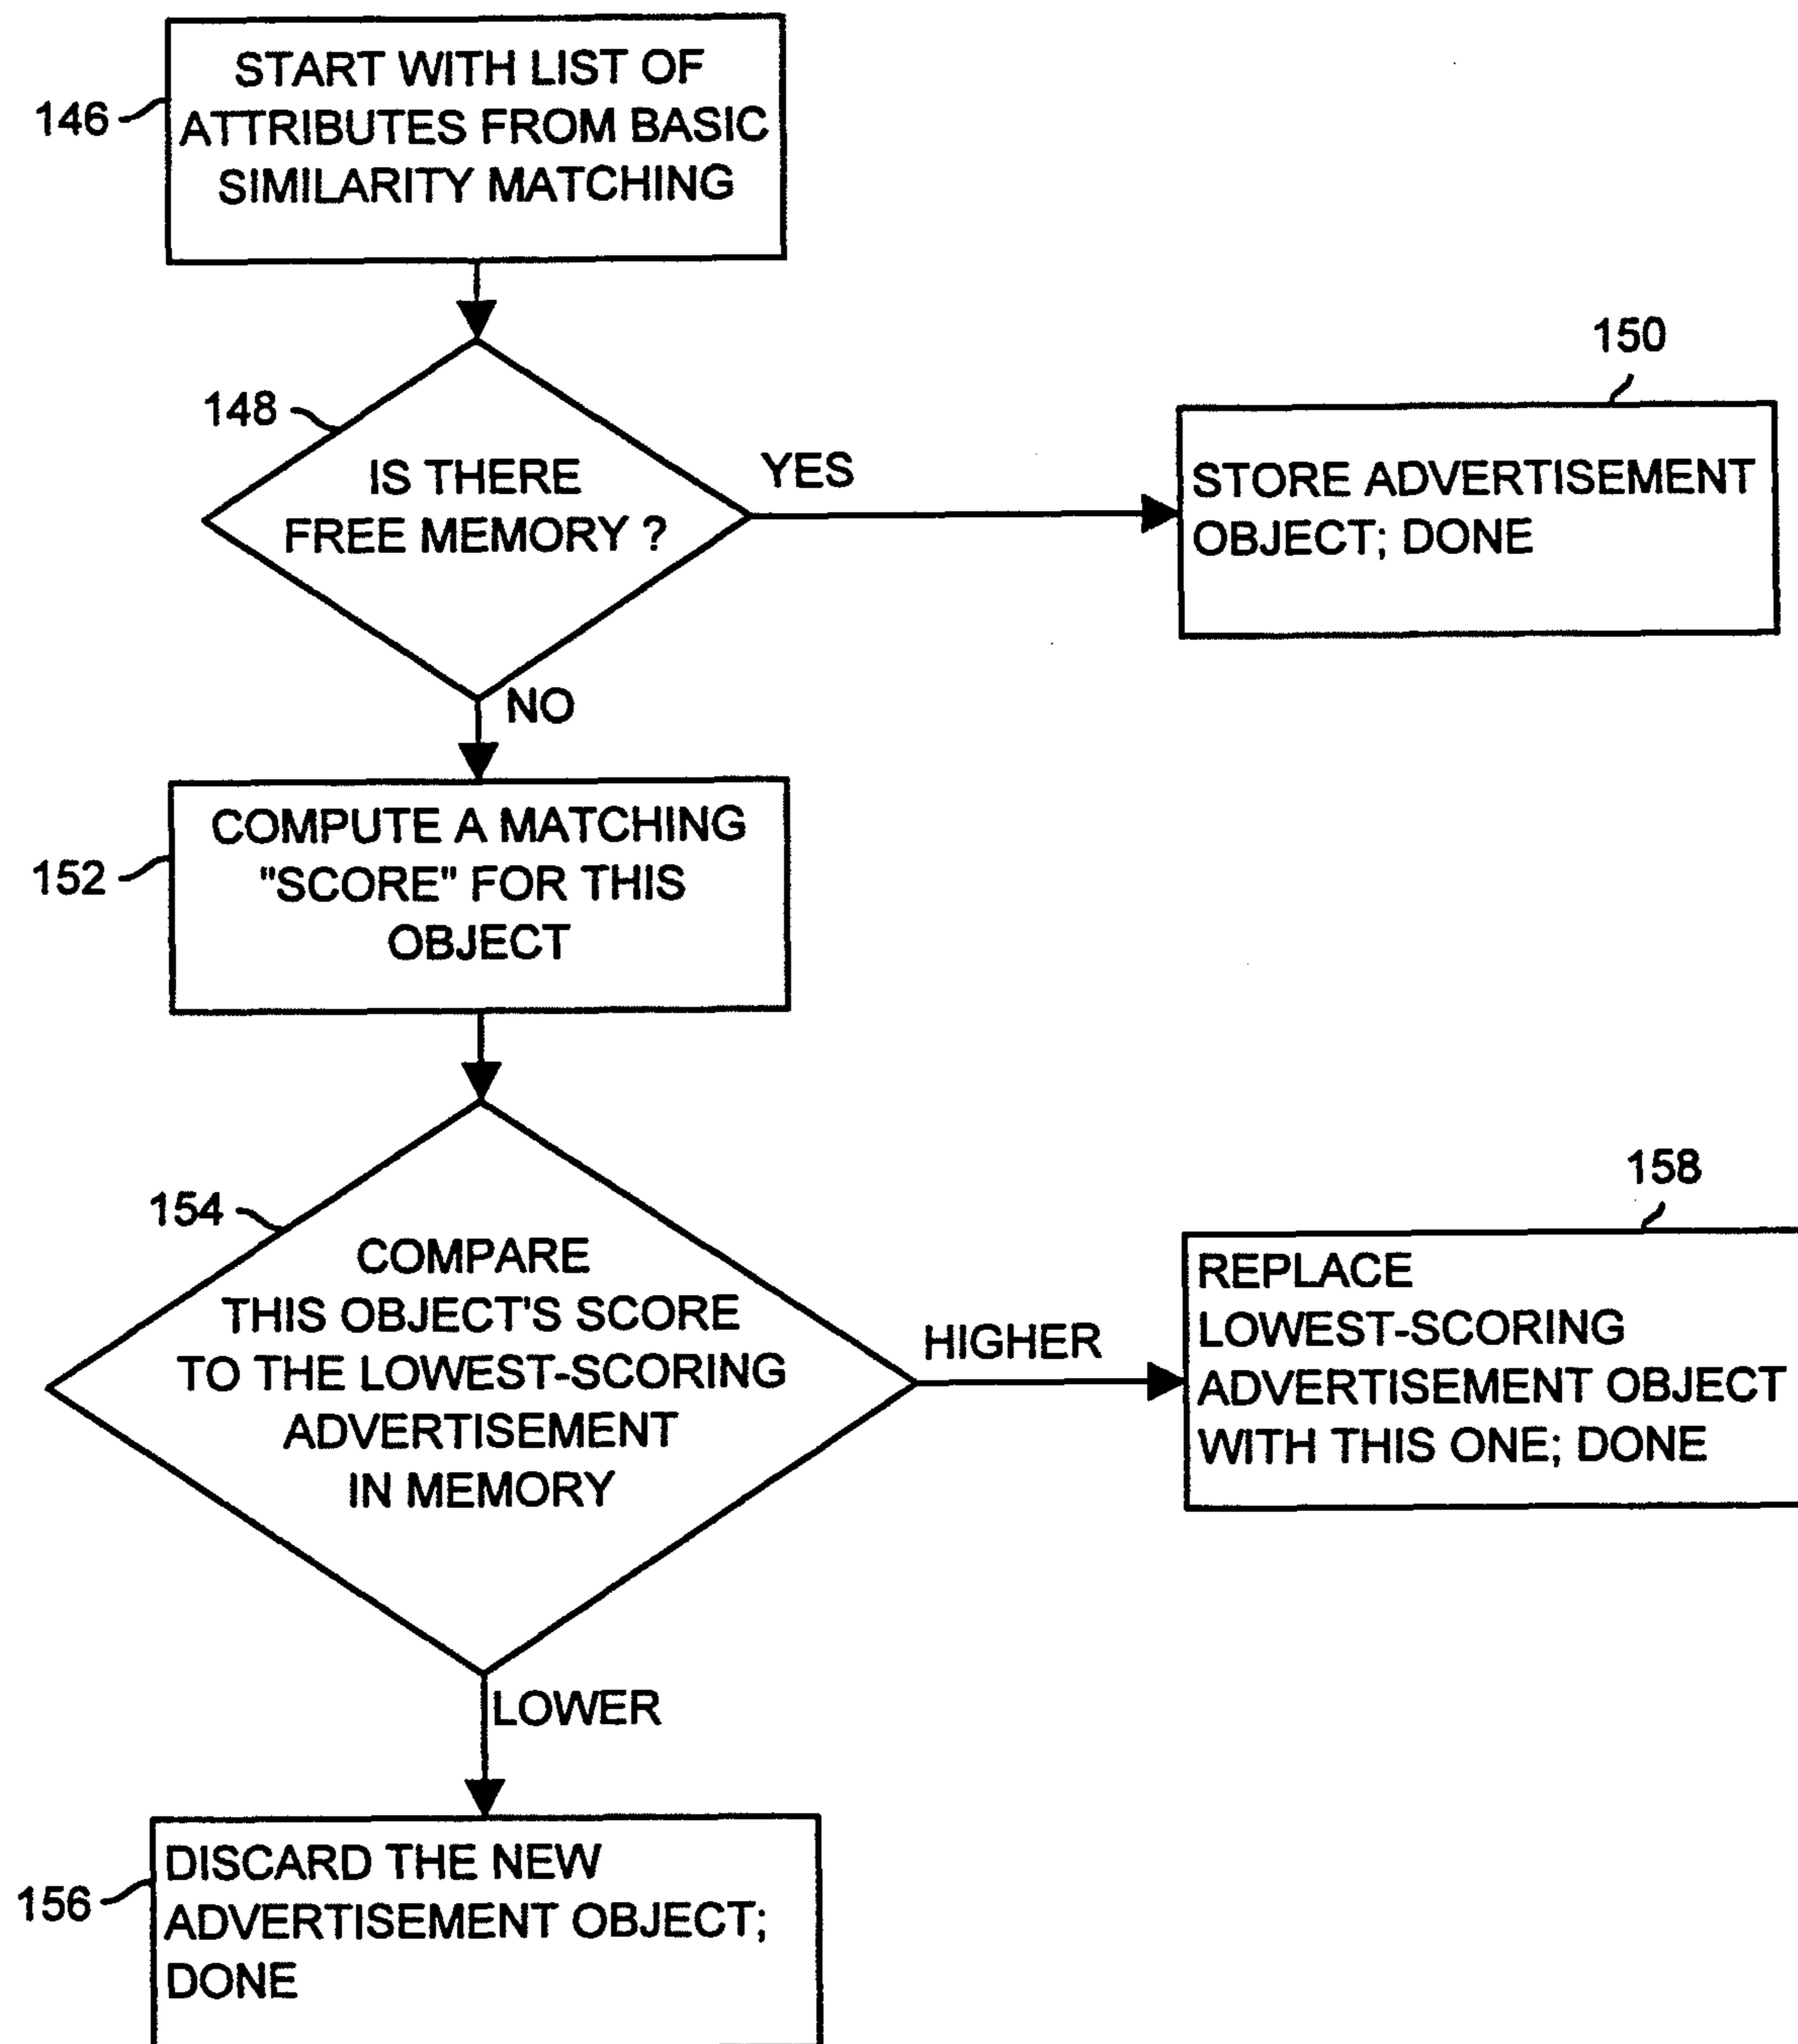 START WITH LIST OF
146
ATTRIBUTES FROM BASIC
SIMILARITY MATCHING
150
148
IS THERE
FREE MEMORY ?
YES
STORE ADVERTISEMENT
OBJECT; DONE
NO
COMPUTE A MATCHING
152
"SCORE" FOR THIS
OBJECT
154
COMPARE
THIS OBJECT'S SCORE
TO THE LOWEST-SCORING
ADVERTISEMENT
IN MEMORY
HIGHER
158
REPLACE
LOWEST-SCORING
ADVERTISEMENT OBJECT
WITH THIS ONE; DONE
LOWER
156
DISCARD THE NEW
ADVERTISEMENT OBJECT;
DONE